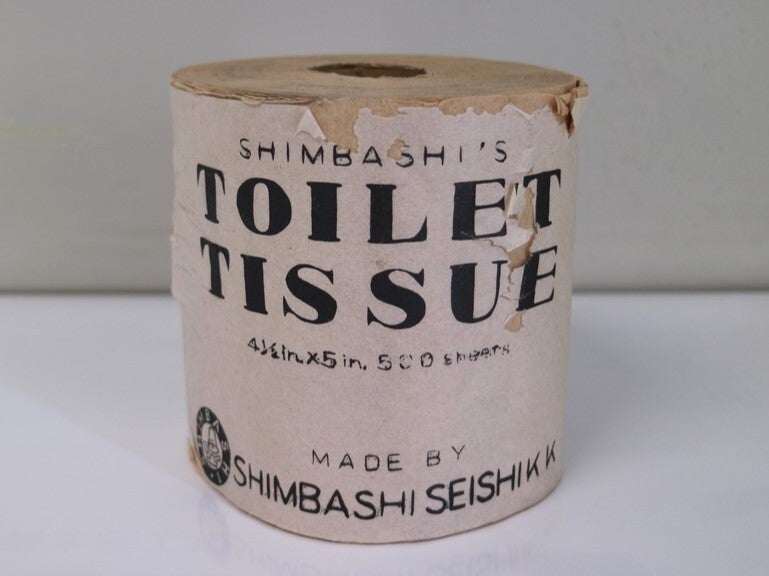 SHIMBASHI'S
TOILET
TISSUE
4½in.x5in. 500 sheets
MADE BY
SHIMBASHI SEISHI K K